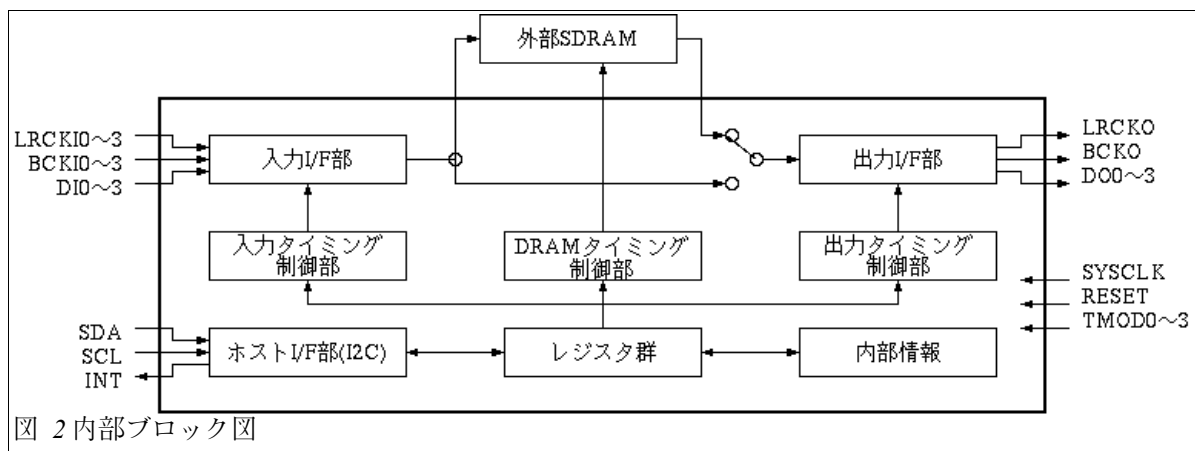 外部SDRAM
LRCKI0～3
BCKI0～3
DI0～3
入力I/F部
出力I/F部
LRCKO
BCKO
DO0～3
入力タイミング
制御部
DRAMタイミング
制御部
出力タイミング
制御部
SYSCLK
RESET
TMOD0～3
SDA
SCL
INT
ホストI/F部(I2C)
レジスタ群
内部情報
図 2内部ブロック図